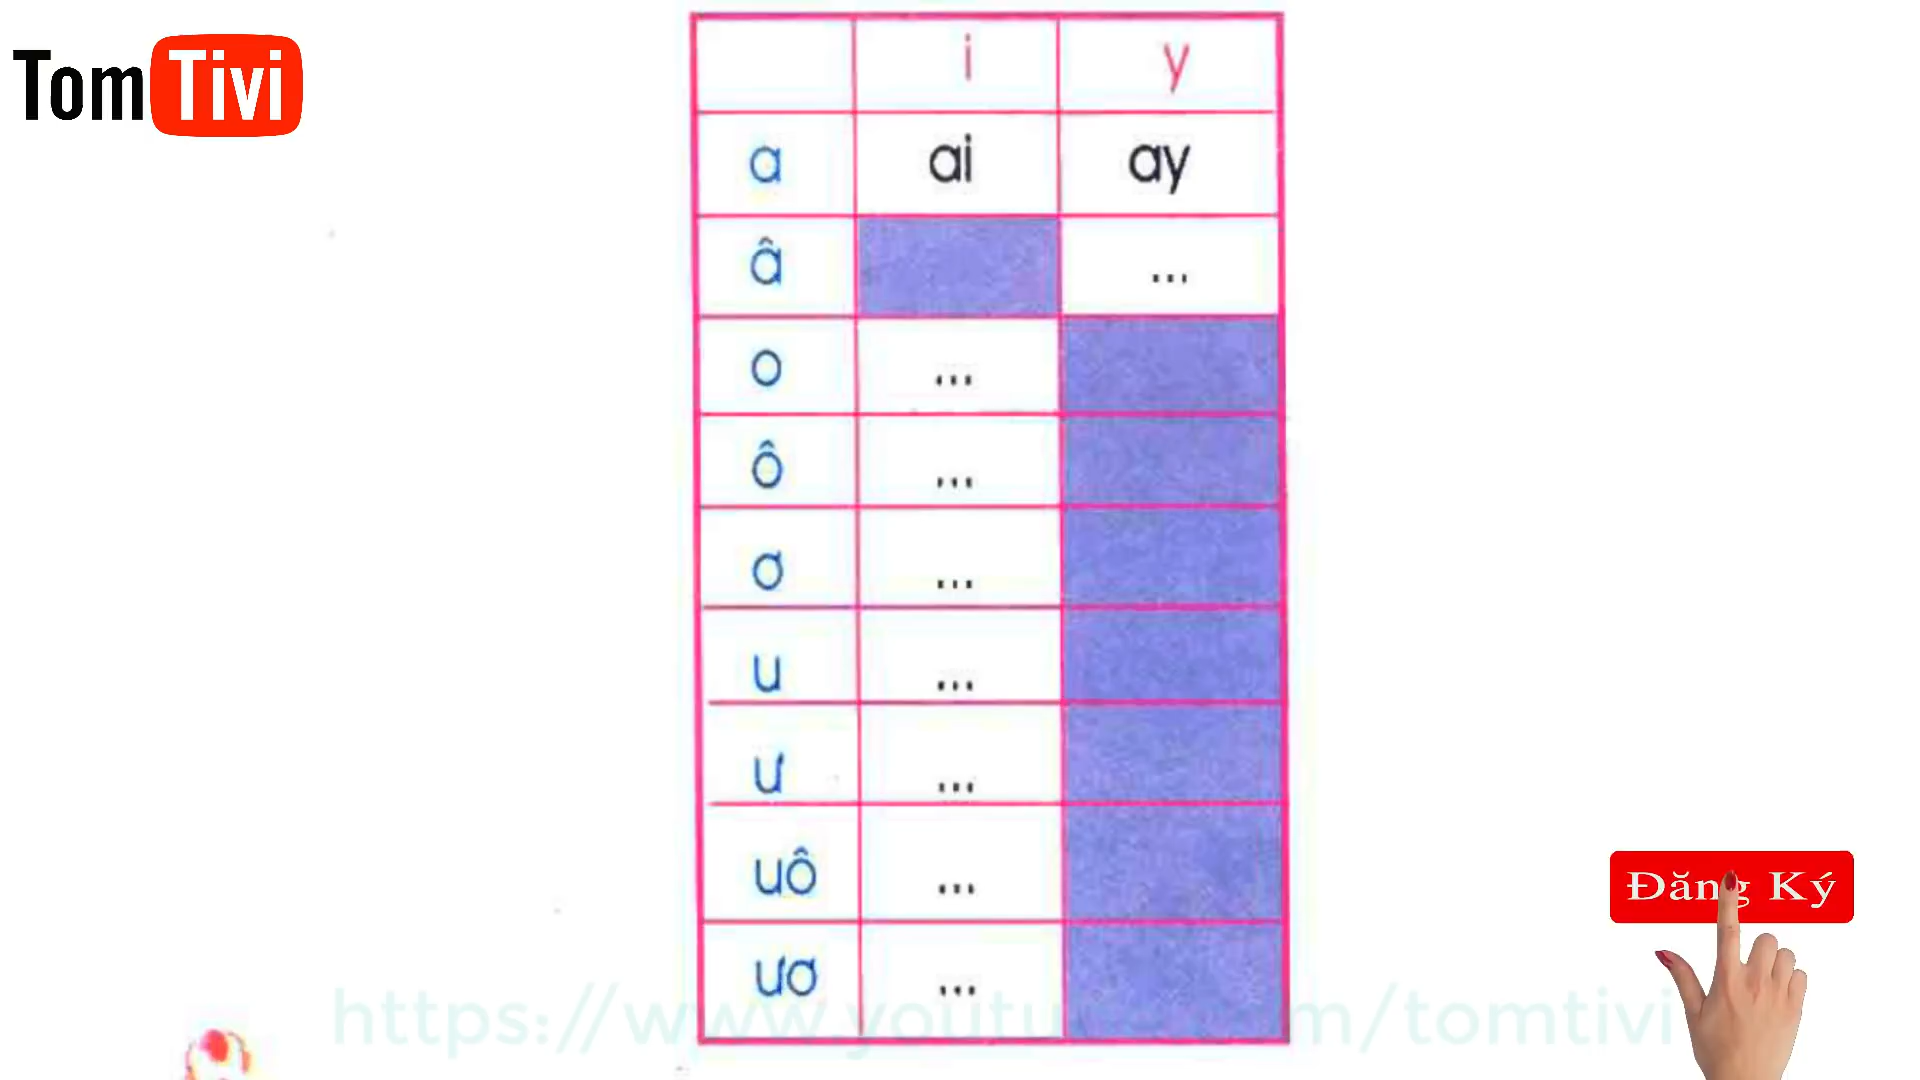 Tom Tivi
i y
a ai ay
â ...
o ...
ô ...
ơ ...
u ...
ư ...
uô ...
ươ ...
Đăng Ký
https://www.youtube.com/tomtivi